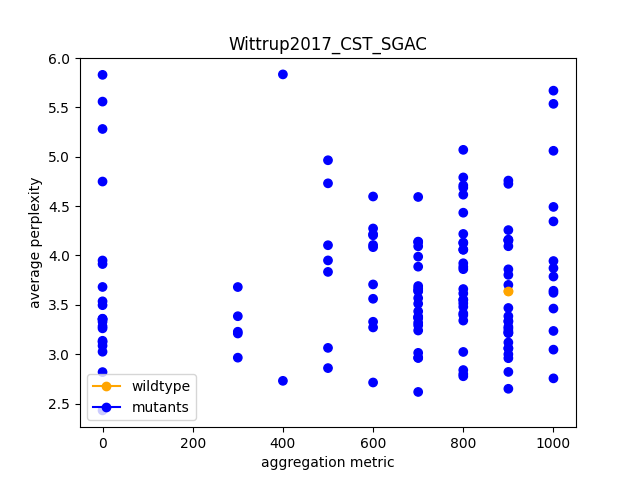 Wittrup2017_CST_SGAC
6.0
5.5
5.0
4.5
4.0
3.5
3.0
2.5
average perplexity
wildtype
mutants
0 200 400 600 800 1000
aggregation metric